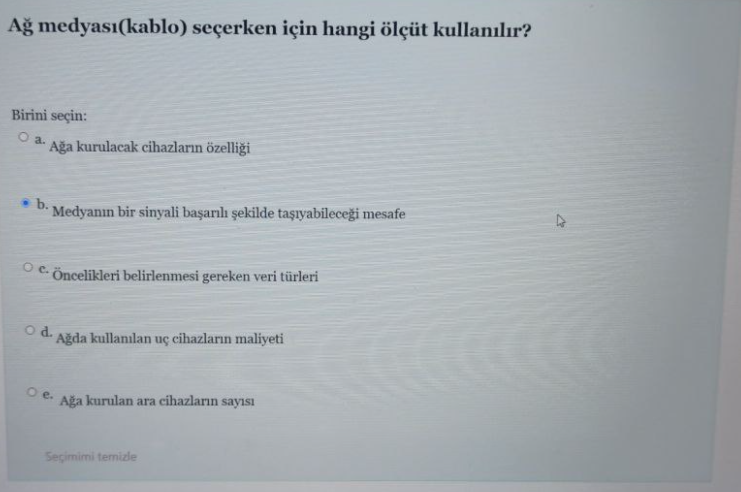 Ağ medyası(kablo) seçerken için hangi ölçüt kullanılır?
Birini seçin:
a. Ağa kurulacak cihazların özelliği
b. Medyanın bir sinyali başarılı şekilde taşıyabileceği mesafe
c. Öncelikleri belirlenmesi gereken veri türleri
d. Ağda kullanılan uç cihazların maliyeti
e. Ağa kurulan ara cihazların sayısı
Seçimimi temizle